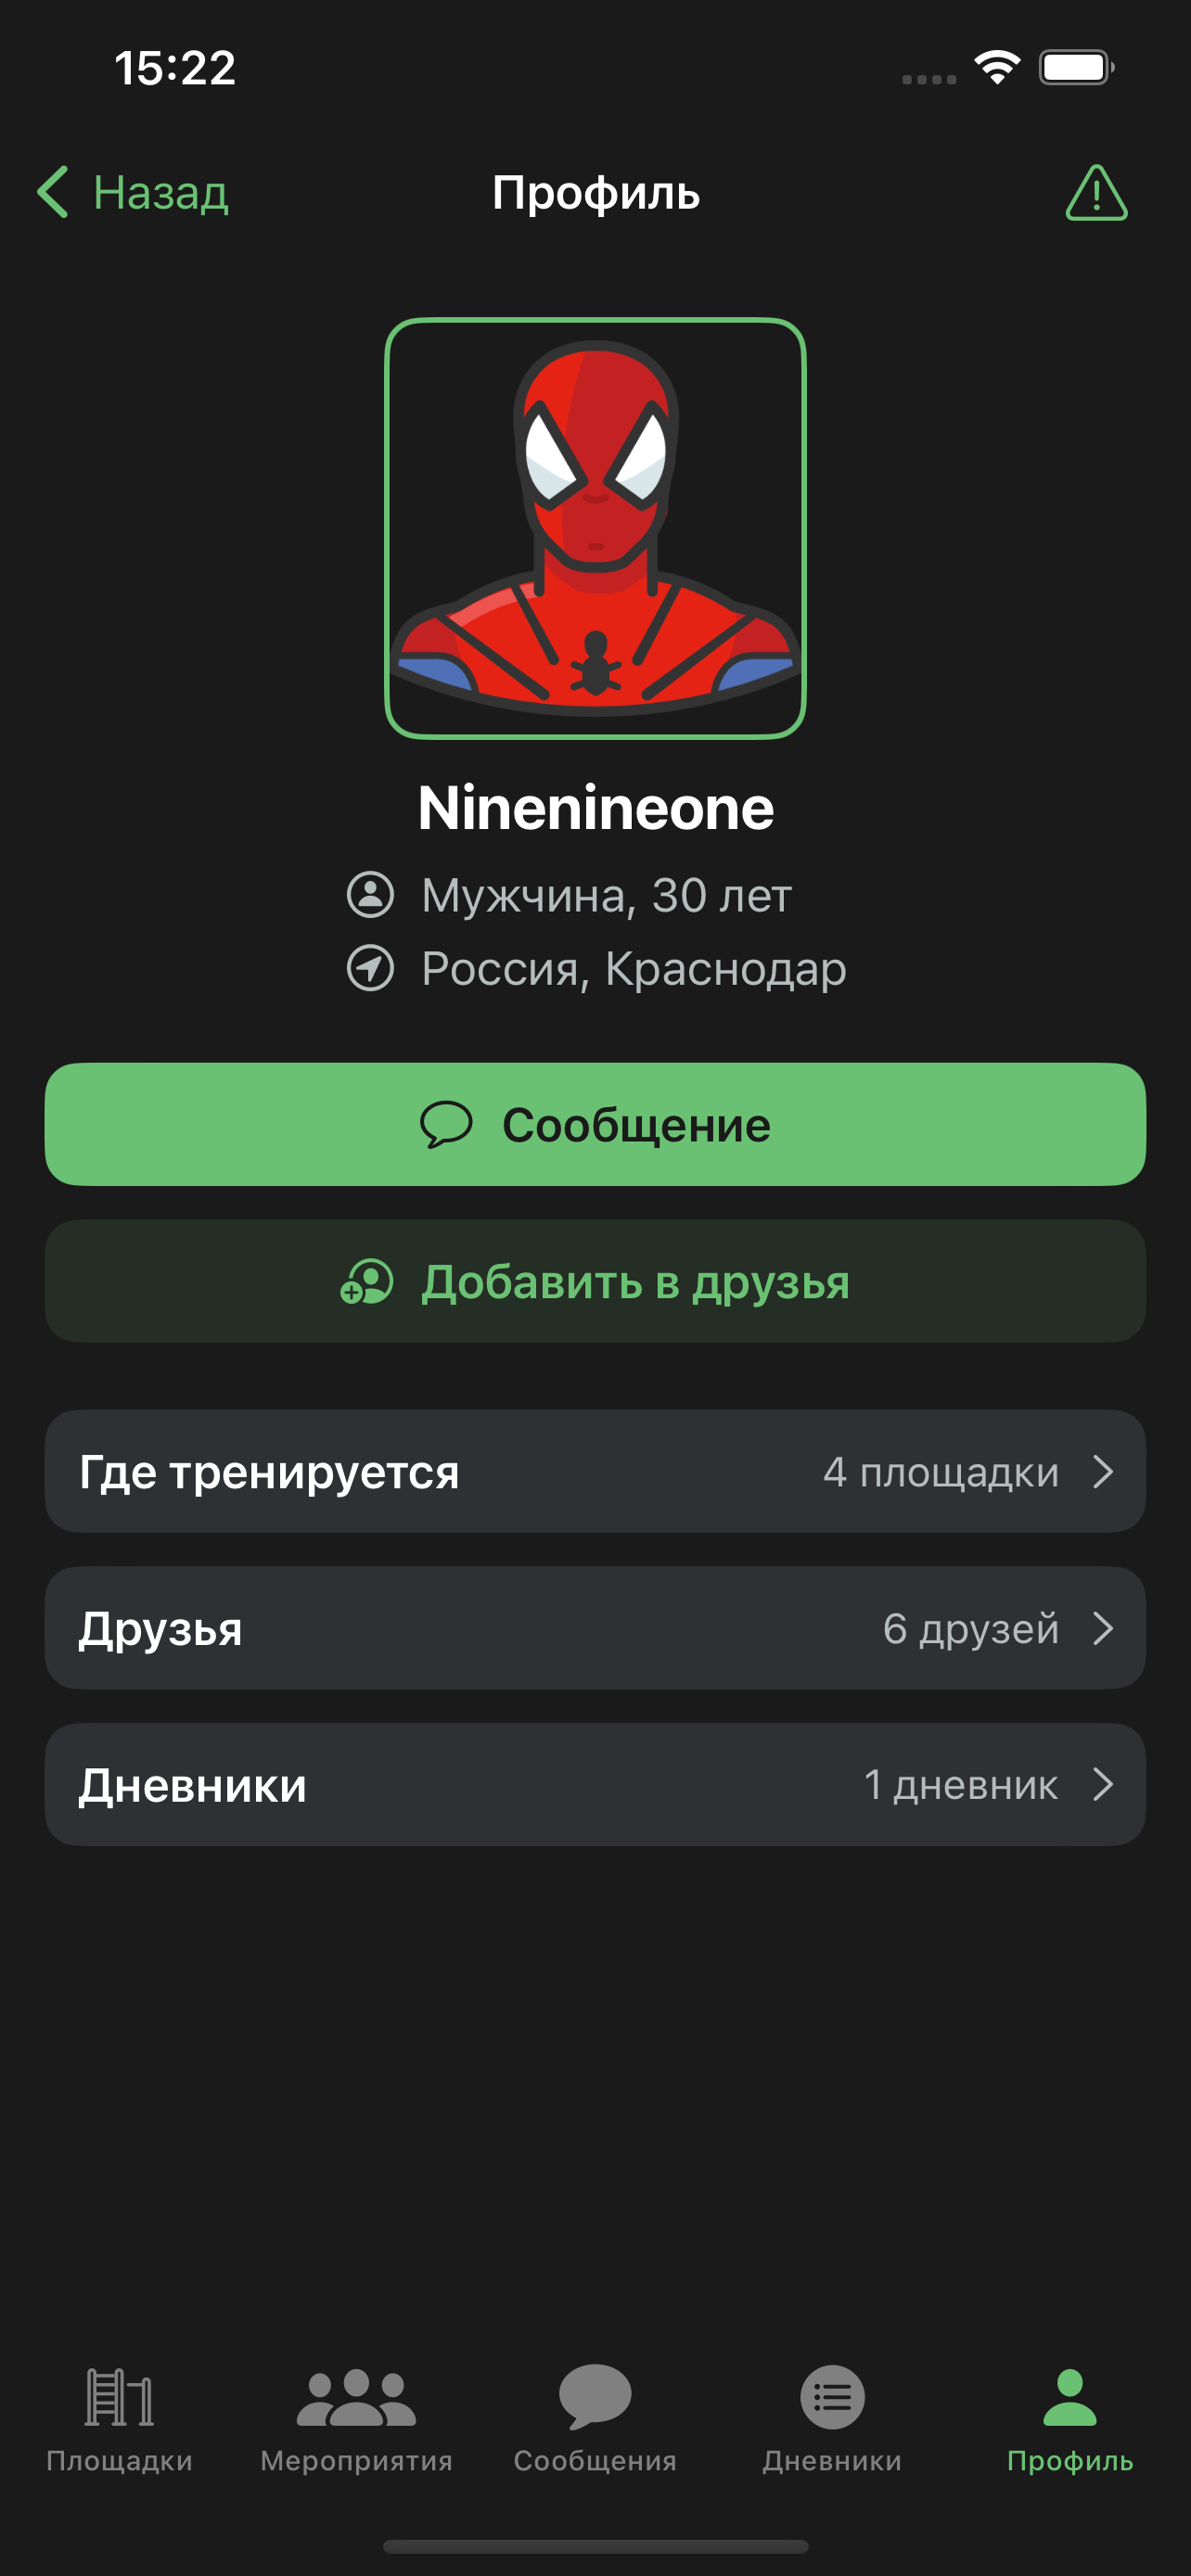 15:22
Назад
Профиль
Ninenineone
Мужчина, 30 лет
Россия, Краснодар
Сообщение
Добавить в друзья
Где тренируется 4 площадки
Друзья 6 друзей
Дневники 1 дневник
Площадки Мероприятия Сообщения Дневники Профиль